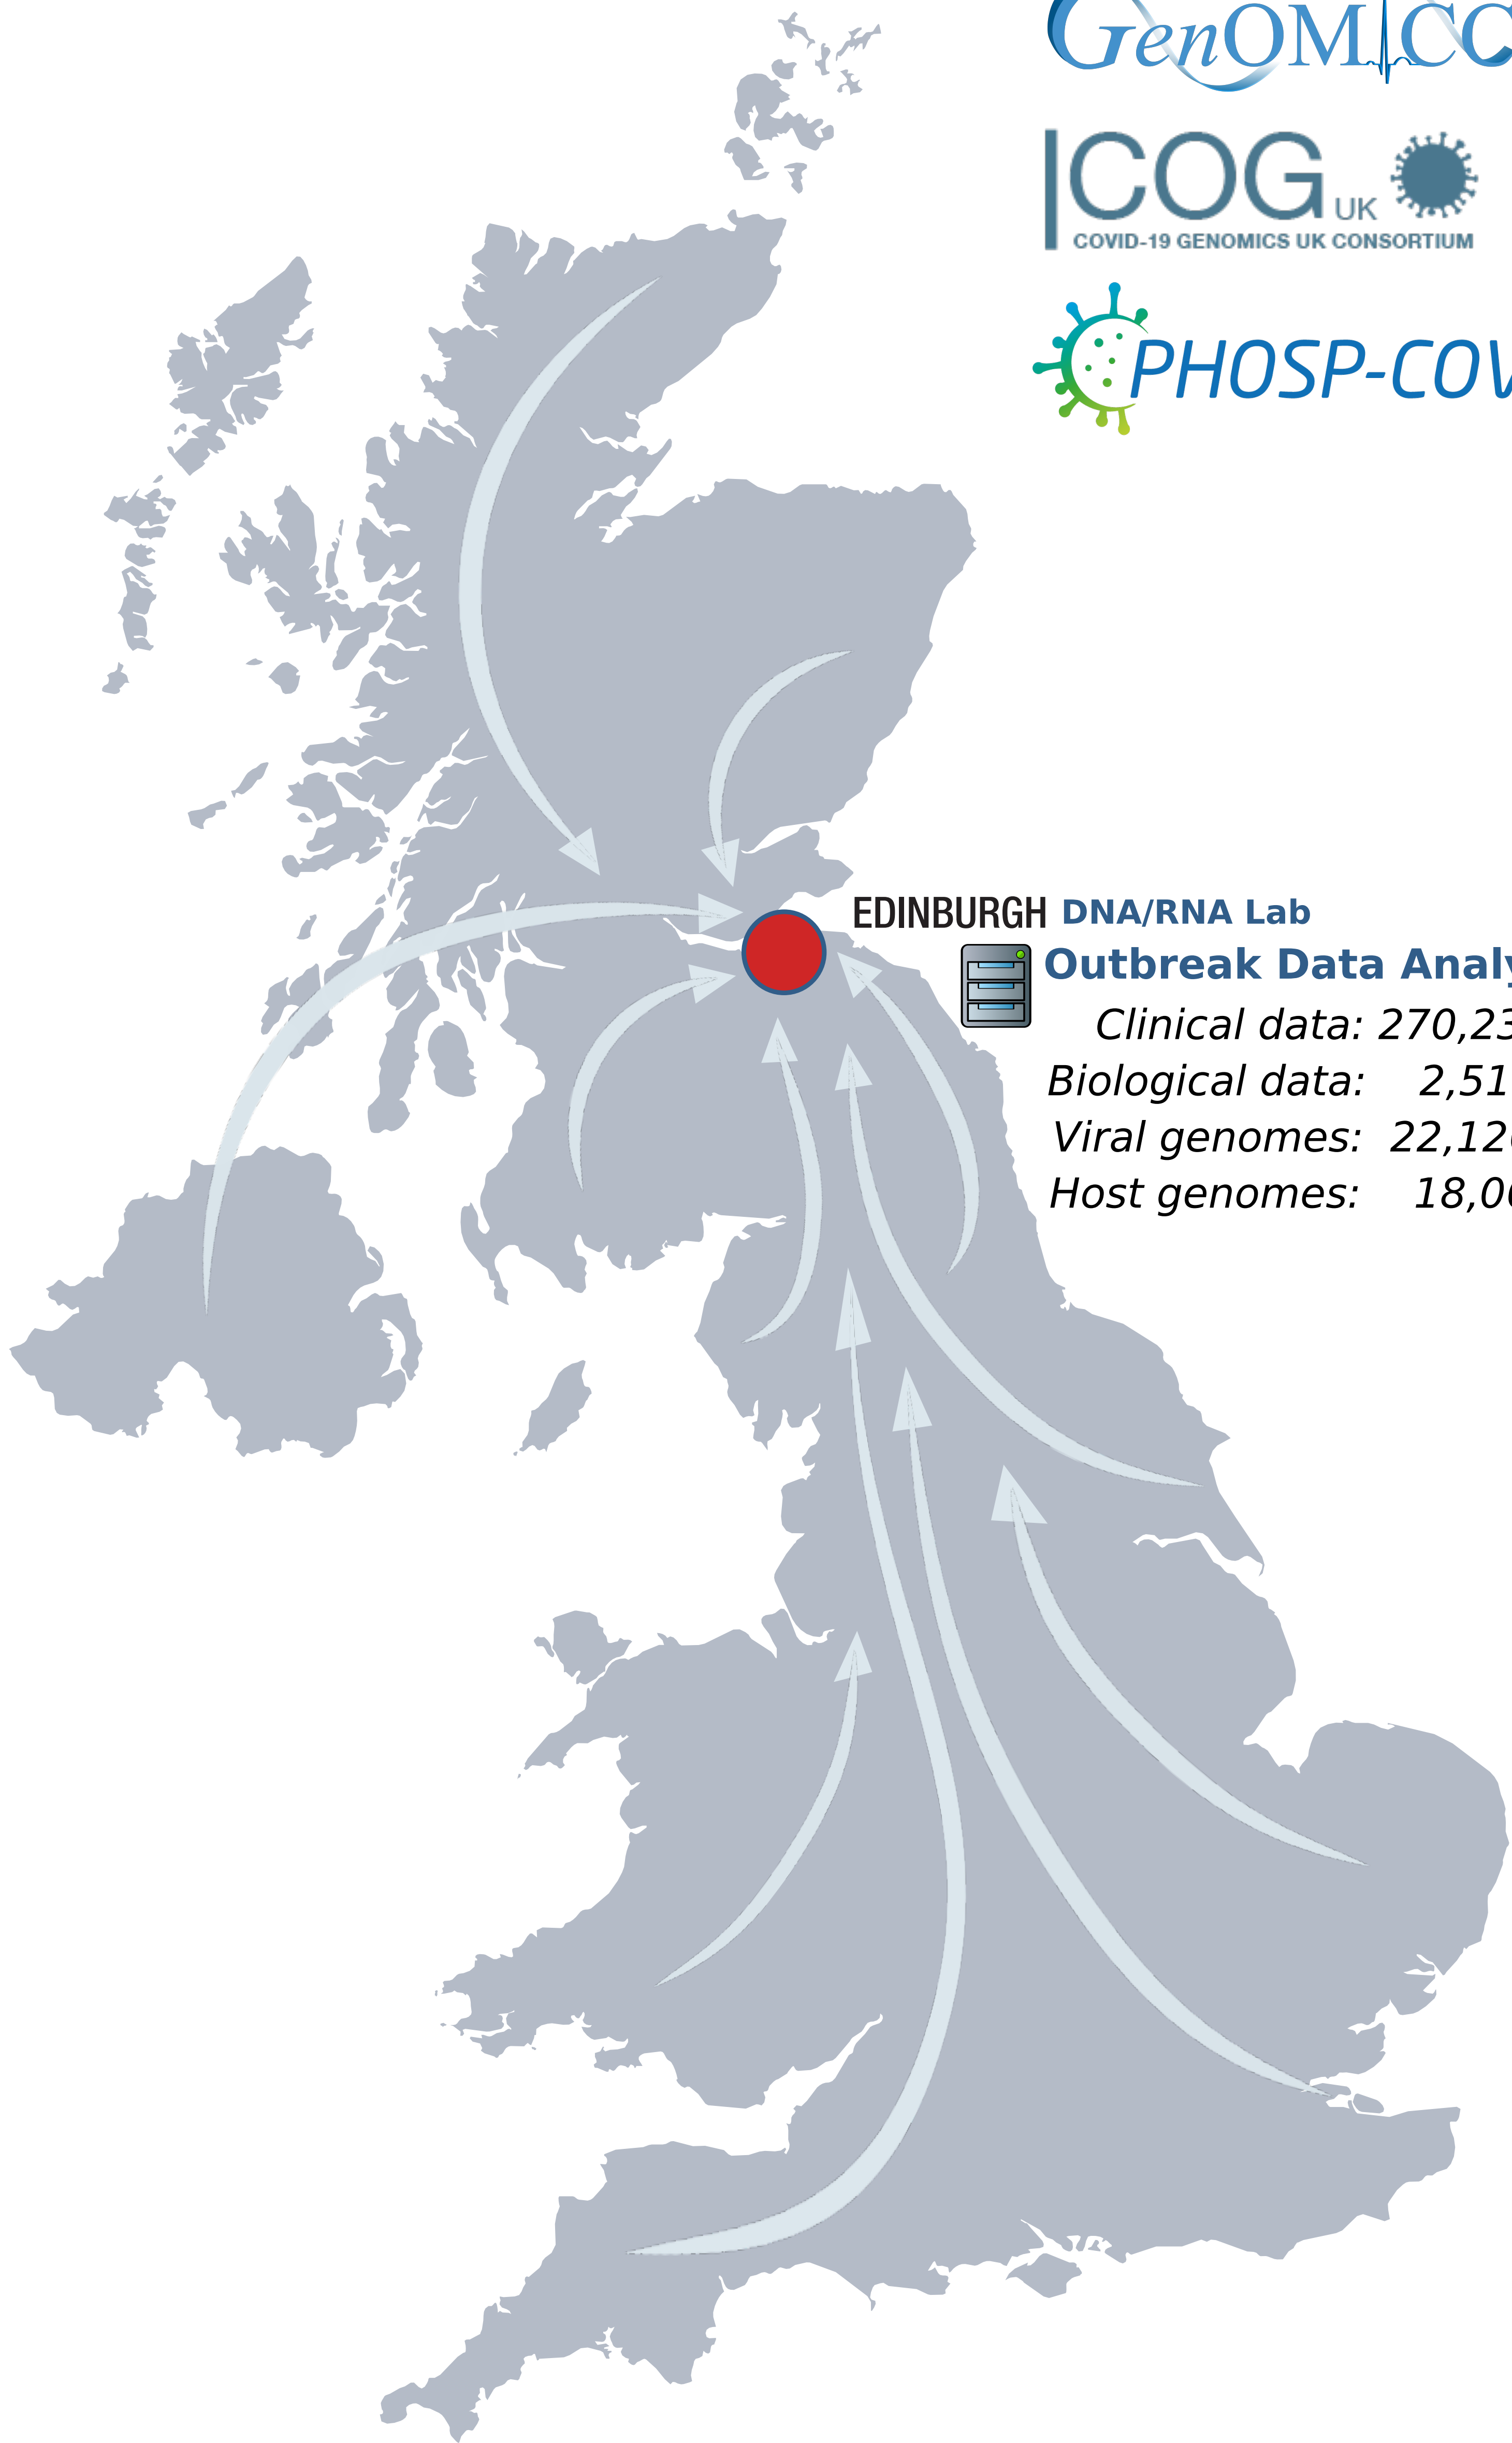 GenOMICC
COG UK
COVID-19 GENOMICS UK CONSORTIUM
PHOSP-COV
EDINBURGH DNA/RNA Lab
Outbreak Data Analy
Clinical data: 270,23
Biological data: 2,51
Viral genomes: 22,12
Host genomes: 18,0